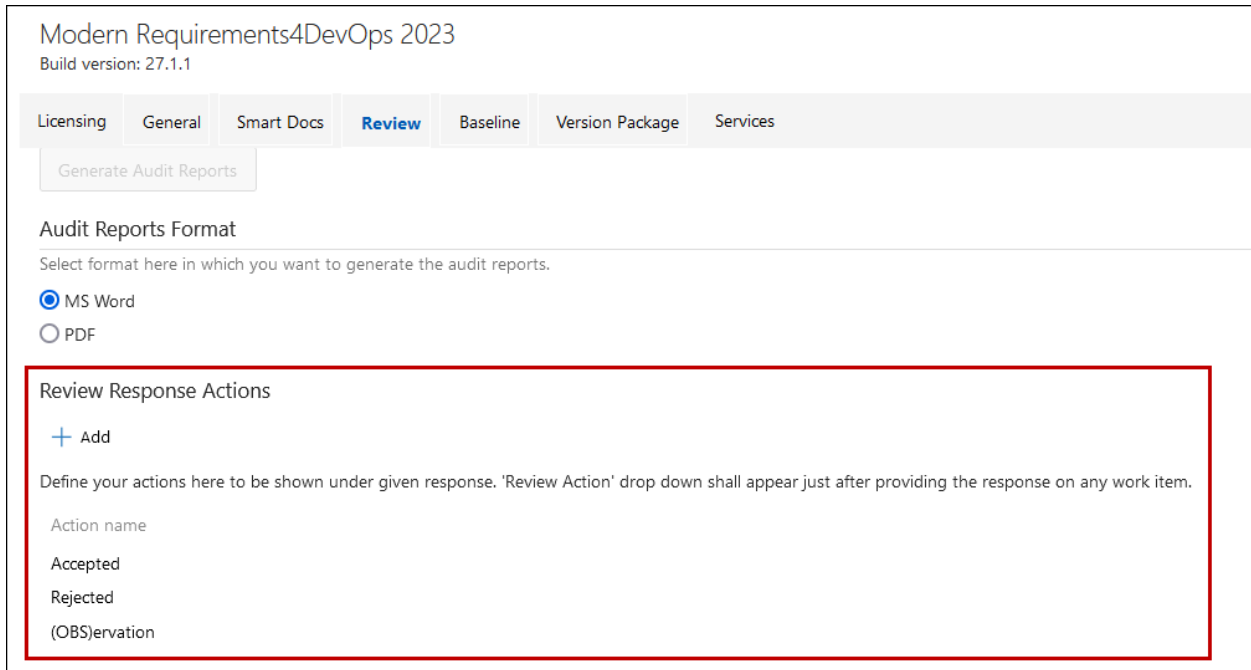 Modern Requirements4DevOps 2023
Build version: 27.1.1
Licensing General Smart Docs Review Baseline Version Package Services
Generate Audit Reports
Audit Reports Format
Select format here in which you want to generate the audit reports.
MS Word
PDF
Review Response Actions
+ Add
Define your actions here to be shown under given response. 'Review Action' drop down shall appear just after providing the response on any work item.
Action name
Accepted
Rejected
(OBS)ervation